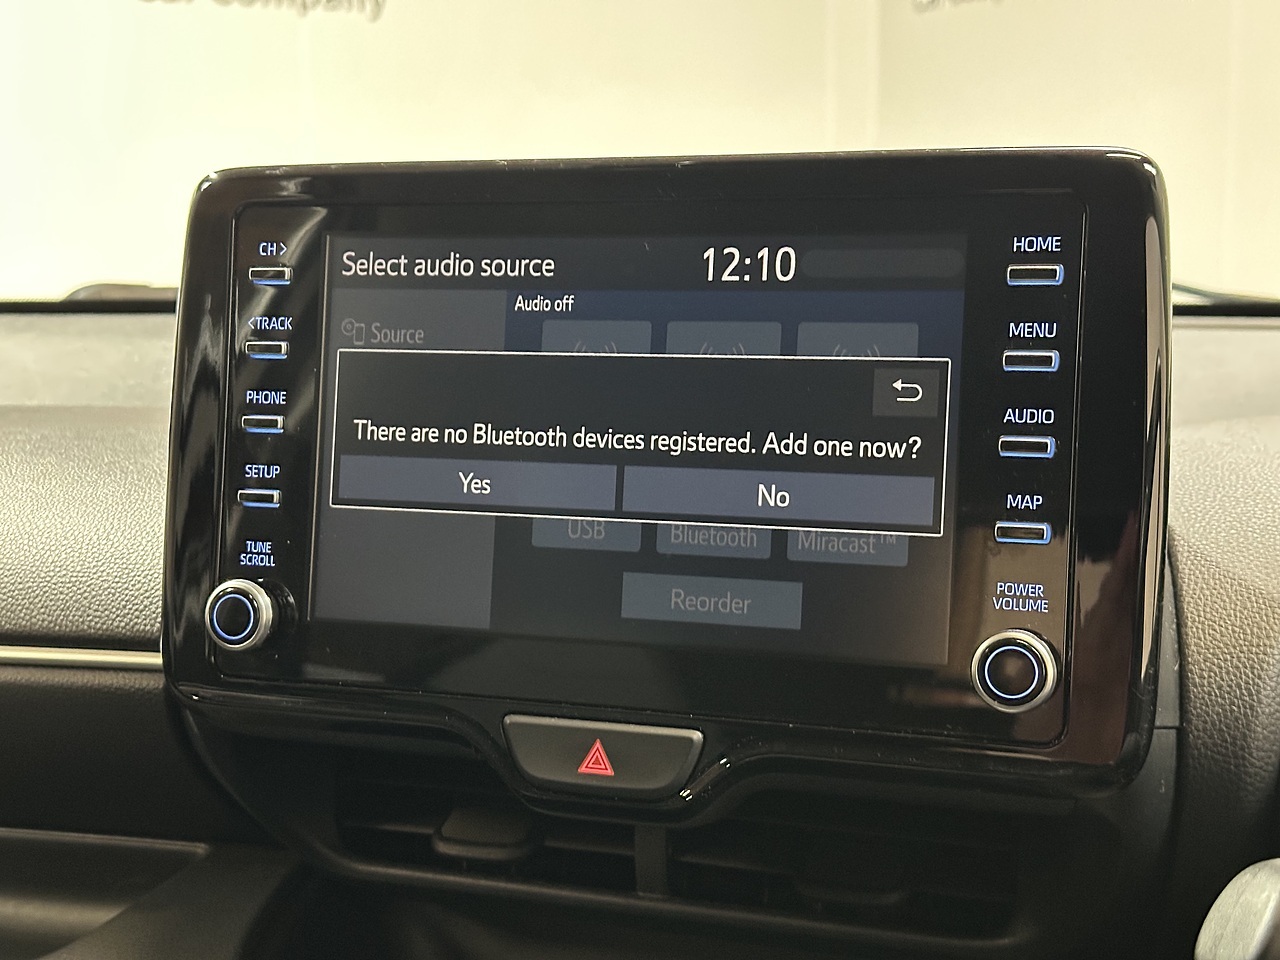 Company
CH >
< TRACK
PHONE
SETUP
TUNE
SCROLL
Select audio source
12:10
Audio off
Source
There are no Bluetooth devices registered. Add one now?
Yes
No
USB
Bluetooth
Miracast™
Reorder
HOME
MENU
AUDIO
MAP
POWER
VOLUME